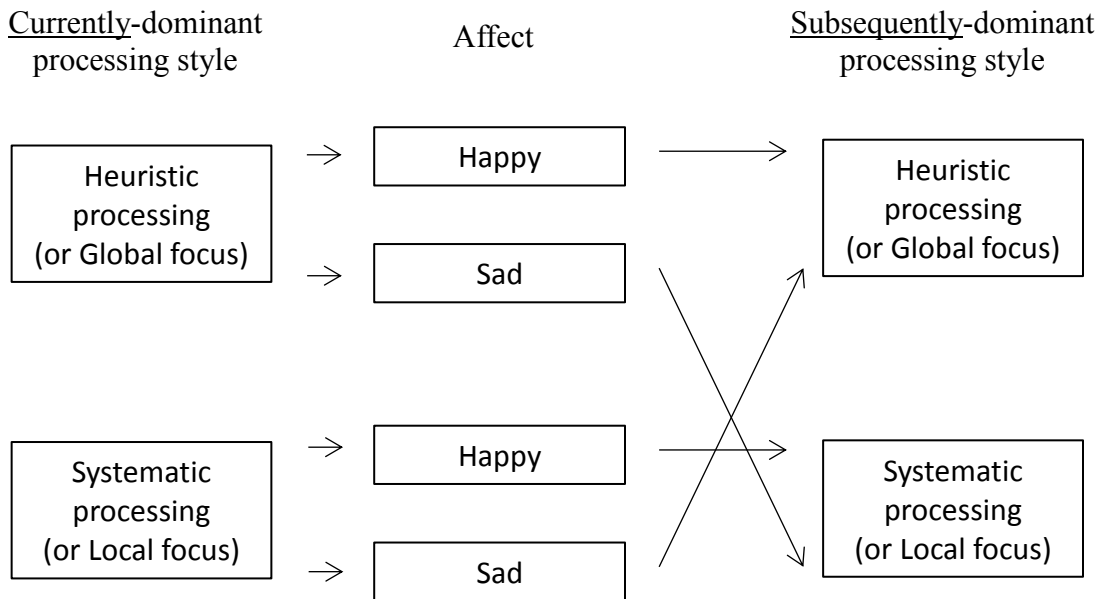 Currently-dominant
processing style
Affect
Subsequently-dominant
processing style
Heuristic
processing
(or Global focus)
Happy
Sad
Heuristic
processing
(or Global focus)
Systematic
processing
(or Local focus)
Happy
Sad
Systematic
processing
(or Local focus)